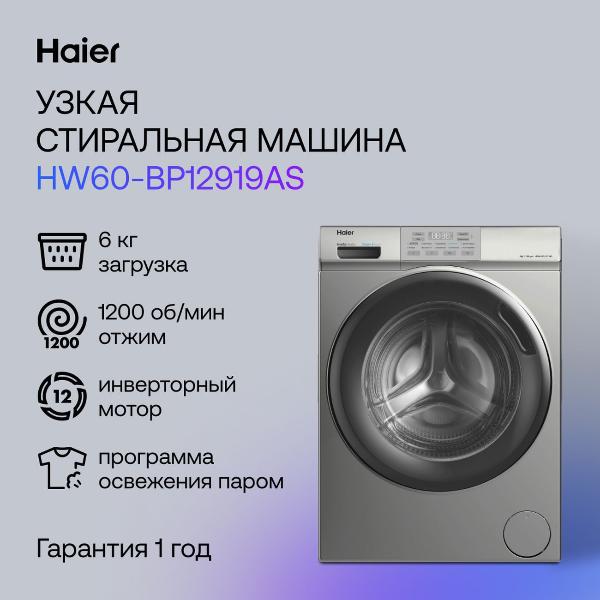 Haier
УЗКАЯ
СТИРАЛЬНАЯ МАШИНА
HW60-BP12919AS
6 кг
загрузка
1200 об/мин
отжим
1200
инверторный
мотор
12
программа
освежения паром
Гарантия 1 год
Haier